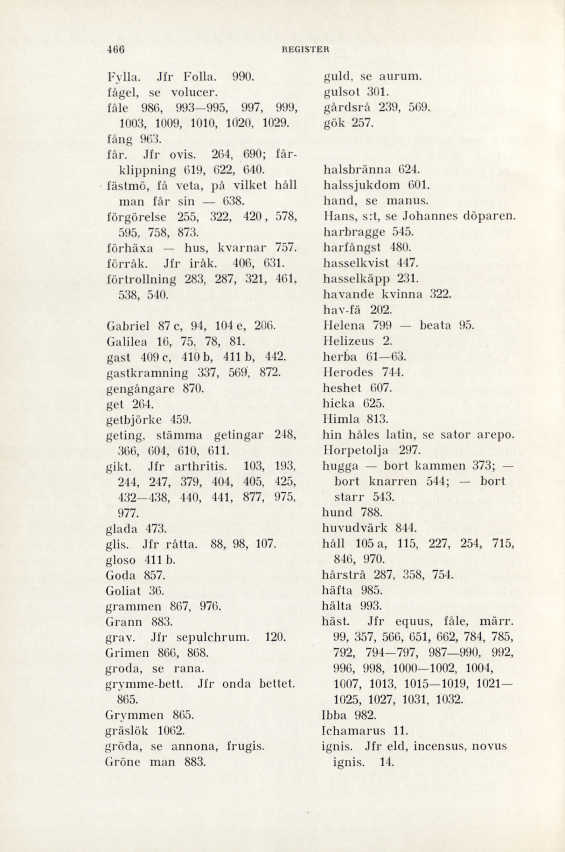 466 REGISTER
Fylla. Jfr Folla. 990.
fågel, se volucer.
fåle 986, 993—995, 997, 999,
1003, 1009, 1010, 1020, 1029.
fång 963.
får. Jfr ovis. 264, 690; får-
klippning 619, 622, 640.
fästmö, få veta, på vilket håll
man får sin — 638.
förgörelse 255, 322, 420, 578,
595, 758, 873.
förhäxa — hus, kvarnar 757.
förråk. Jfr iråk. 406, 631.
förtrollning 283, 287, 321, 461,
538, 540.
Gabriel 87 c, 94, 104 e, 206.
Galilea 16, 75, 78, 81.
gast 409 c, 410 b, 411 b, 442.
gastkramning 337, 569, 872.
gengångare 870.
get 264.
getbjörke 459.
geting, stämma getingar 248,
366, 604, 610, 611.
gikt. Jfr arthritis. 103, 193,
244, 247, 379, 404, 405, 425,
432—438, 440, 441, 877, 975,
977.
glada 473.
glis. Jfr råtta. 88, 98, 107.
gloso 411 b.
Goda 857.
Goliat 36.
grammen 867, 976.
Grann 883.
grav. Jfr sepulchrum. 120.
Grimen 866, 868.
groda, se rana.
grymme-bett. Jfr onda bettet.
865.
Grymmen 865.
gräslök 1062.
gröda, se annona, frugis.
Gröne man 883.
guld, se aurum.
gulsot 301.
gårdsrå 239, 569.
gök 257.
halsbränna 624.
halssjukdom 601.
hand, se manus.
Hans, s:t, se Johannes döparen.
harbragge 545.
harfångst 480.
hasselkvist 447.
hasselkäpp 231.
havande kvinna 322.
hav-få 202.
Helena 799 — beata 95.
Helizeus 2.
herba 61—63.
Herodes 744.
heshet 607.
hicka 625.
Himla 813.
hin håles latin, se sator arepo.
Horpetolja 297.
hugga — bort kammen 373; —
bort knarren 544; — bort
starr 543.
hund 788.
huvudvärk 844.
håll 105 a, 115, 227, 254, 715,
846, 970.
hårstrå 287, 358, 754.
häfta 985.
hälta 993.
häst. Jfr equus, fåle, märr.
99, 357, 566, 651, 662, 784, 785,
792, 794—797, 987—990, 992,
996, 998, 1000—1002, 1004,
1007, 1013, 1015—1019, 1021—
1025, 1027, 1031, 1032.
Ibba 982.
Ichamarus 11.
ignis. Jfr eld, incensus, novus
ignis. 14.